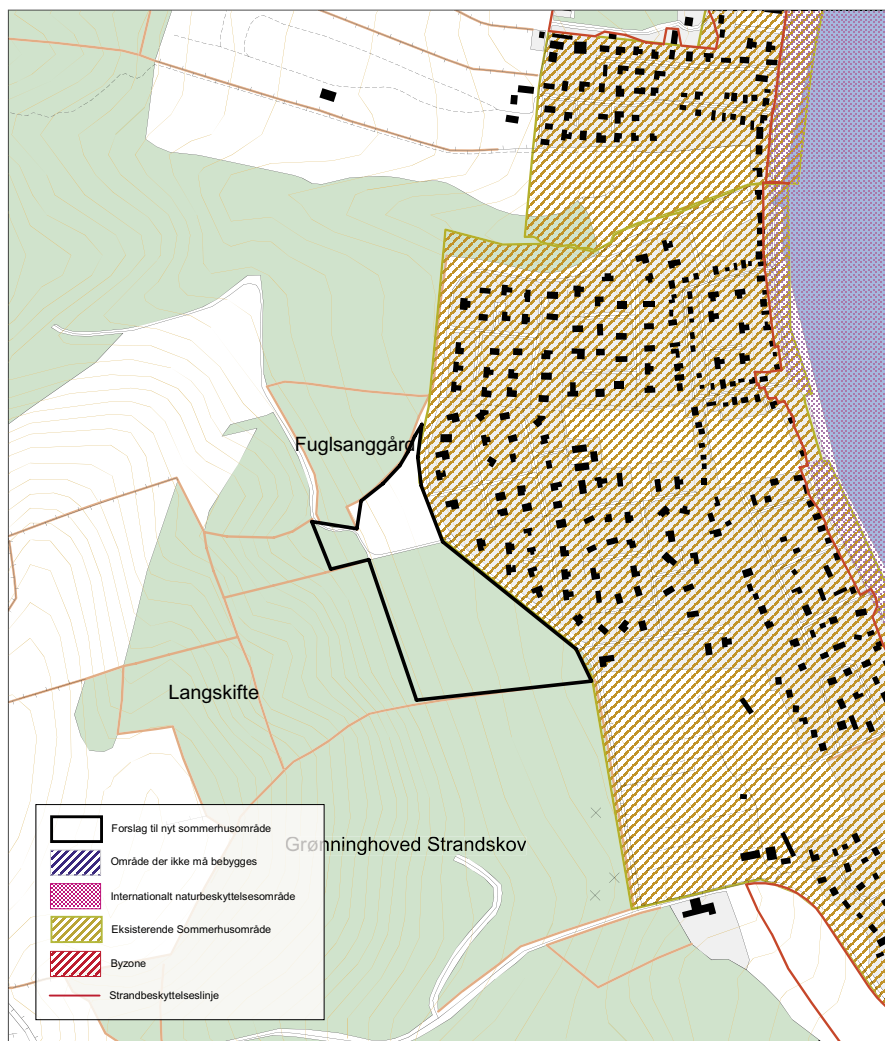 Fuglsanggård
Langskifte
Grønninghoved Strandskov
Forslag til nyt sommerhusområde
Område der ikke må bebygges
Internationalt naturbeskyttelsesområde
Eksisterende Sommerhusområde
Byzone
Strandbeskyttelseslinje